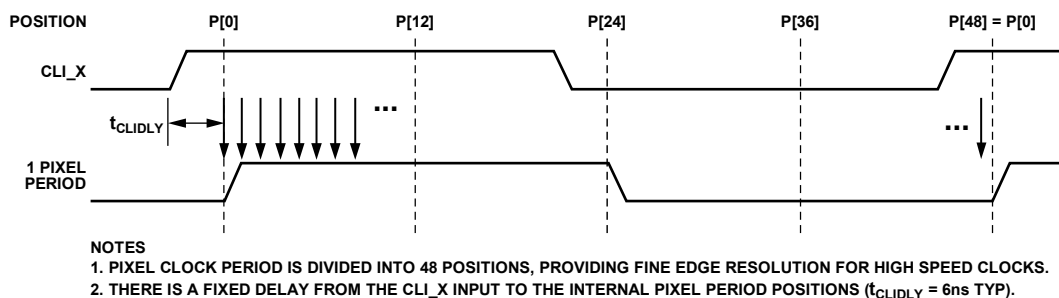 POSITION P[0] P[12] P[24] P[36] P[48] = P[0]
CLI_X
... ...
tCLIDLY
1 PIXEL
PERIOD
NOTES
1. PIXEL CLOCK PERIOD IS DIVIDED INTO 48 POSITIONS, PROVIDING FINE EDGE RESOLUTION FOR HIGH SPEED CLOCKS.
2. THERE IS A FIXED DELAY FROM THE CLI_X INPUT TO THE INTERNAL PIXEL PERIOD POSITIONS (tCLIDLY = 6ns TYP).